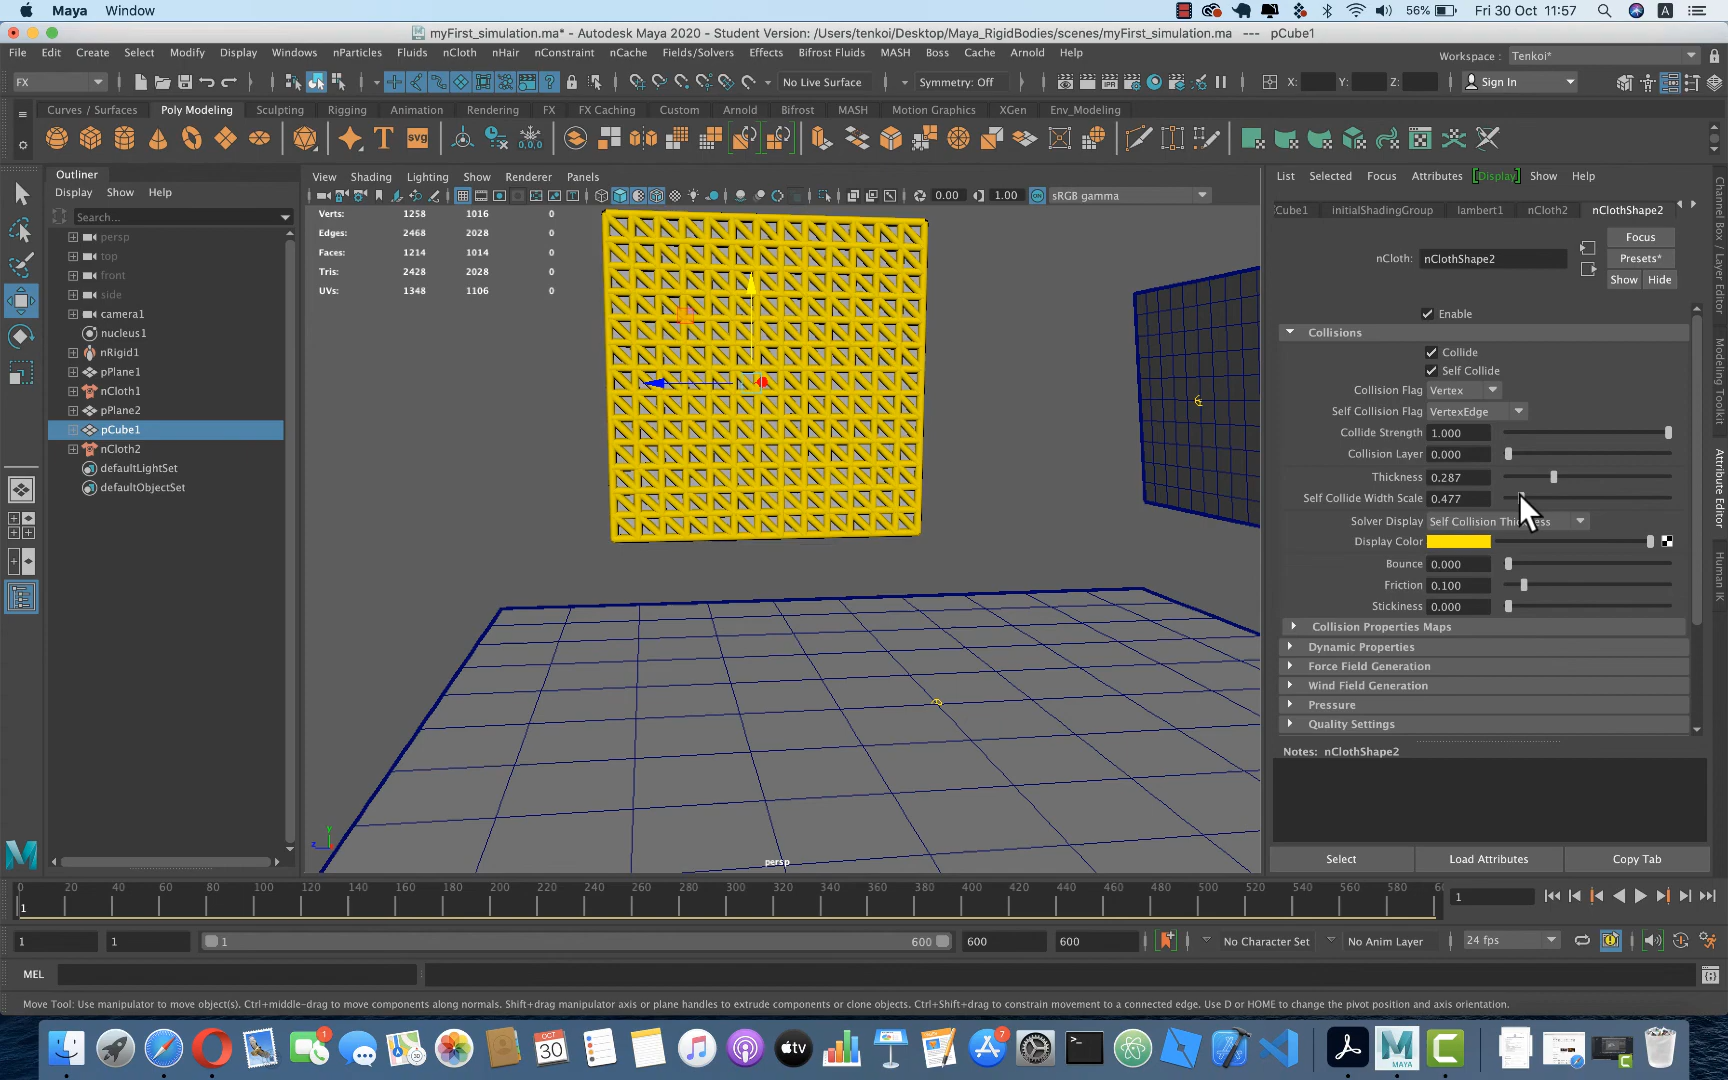 Maya Window 56% Fri 30 Oct 11:57 A
myFirst_simulation.ma* - Autodesk Maya 2020 - Student Version: /Users/tenkoi/Desktop/Maya_RigidBodies/scenes/myFirst_simulation.ma --- pCube1
File Edit Create Select Modify Display Windows nParticles Fluids nCloth nHair nConstraint nCache Fields/Solvers Effects Bifrost Fluids MASH Boss Cache Arnold Help
Workspace : Tenkoi*
FX No Live Surface Symmetry: Off X: Y: Z: Sign In
Curves / Surfaces Poly Modeling Sculpting Rigging Animation Rendering FX FX Caching Custom Arnold Bifrost MASH Motion Graphics XGen Env_Modeling
T svg 0,0,0
Outliner
Display Show Help
Search...
persp
top
front
side
camera1
nucleus1
nRigid1
pPlane1
nCloth1
pPlane2
pCube1
nCloth2
defaultLightSet
defaultObjectSet
View Shading Lighting Show Renderer Panels
0.00 1.00 sRGB gamma
Verts: 1258 1016 0
Edges: 2468 2028 0
Faces: 1214 1014 0
Tris: 2428 2028 0
UVs: 1348 1106 0
persp
y
z
List Selected Focus Attributes Display Show Help
Cube1 initialShadingGroup lambert1 nCloth2 nClothShape2
nCloth: nClothShape2
Focus
Presets*
Show Hide
Enable
Collisions
Collide
Self Collide
Collision Flag Vertex
Self Collision Flag VertexEdge
Collide Strength 1.000
Collision Layer 0.000
Thickness 0.287
Self Collide Width Scale 0.477
Solver Display Self Collision Thickness
Display Color
Bounce 0.000
Friction 0.100
Stickiness 0.000
Collision Properties Maps
Dynamic Properties
Force Field Generation
Wind Field Generation
Pressure
Quality Settings
Notes: nClothShape2
Select Load Attributes Copy Tab
Channel Box / Layer Editor
Modeling Toolkit
Attribute Editor
Human IK
0 20 40 60 80 100 120 140 160 180 200 220 240 260 280 300 320 340 360 380 400 420 440 460 480 500 520 540 560 580 60
1 1
1 1 1 600 600 600 No Character Set No Anim Layer 24 fps
MEL
Move Tool: Use manipulator to move object(s). Ctrl+middle-drag to move components along normals. Shift+drag manipulator axis or plane handles to extrude components or clone objects. Ctrl+Shift+drag to constrain movement to a connected edge. Use D or HOME to change the pivot position and axis orientation.
1 OCT 30 tv 7 MAYA